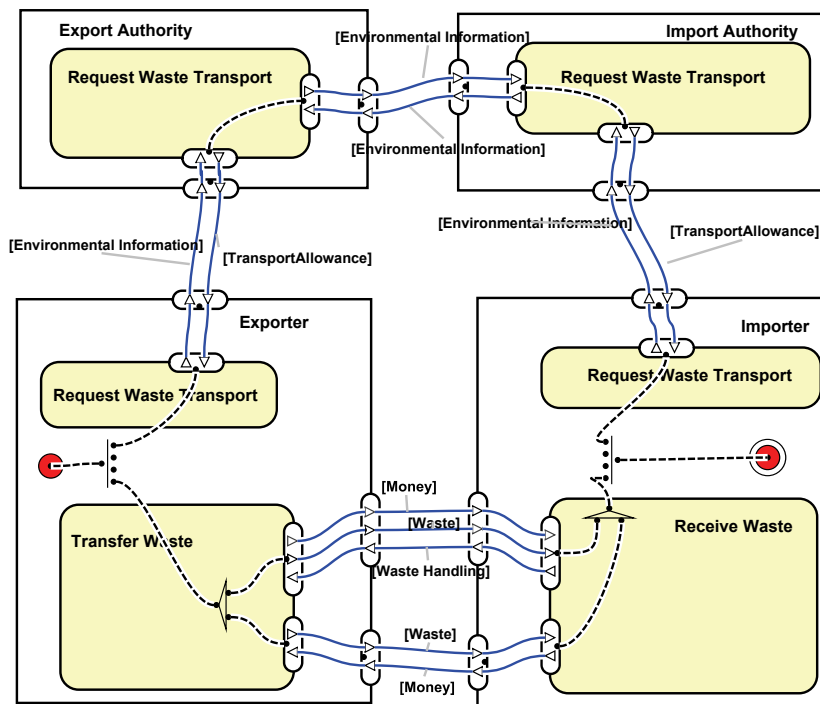 Export Authority
Import Authority
[Environmental Information]
Request Waste Transport
Request Waste Transport
[Environmental Information]
[Environmental Information]
[Environmental Information]
[TransportAllowance]
[TransportAllowance]
Exporter
Importer
Request Waste Transport
Request Waste Transport
[Money]
[Waste]
Transfer Waste
Receive Waste
[Waste Handling]
[Waste]
[Money]